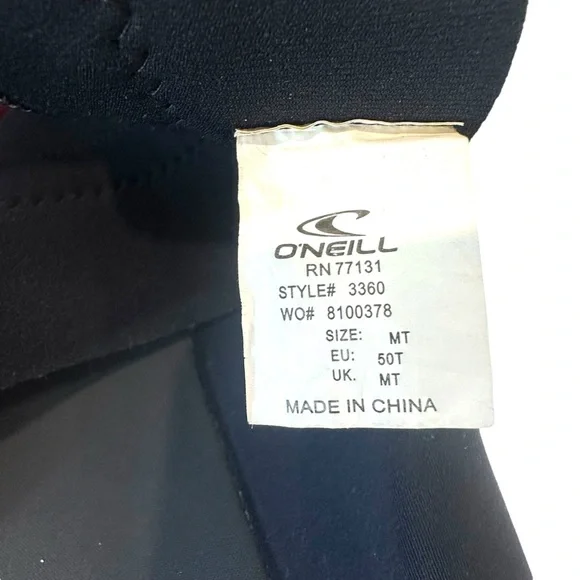 O'NEILL
RN 77131
STYLE# 3360
WO# 8100378
SIZE: MT
EU: 50T
UK. MT
MADE IN CHINA